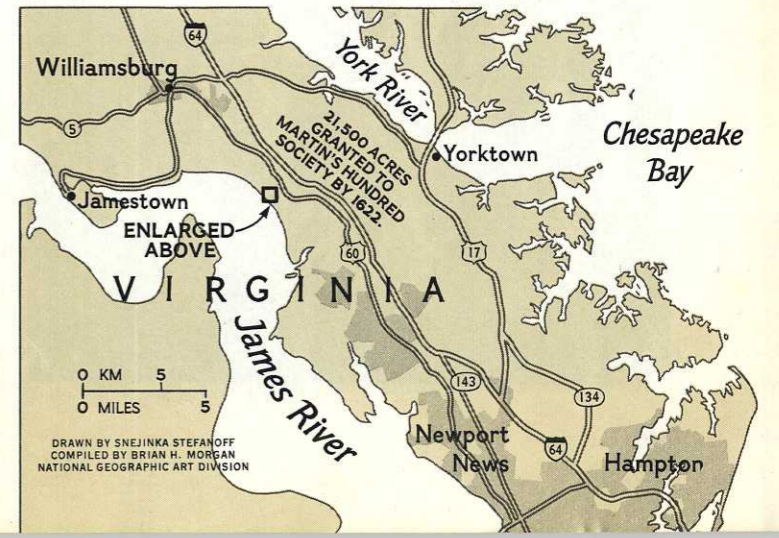 64
Williamsburg
York River
5
21,500 ACRES
GRANTED TO
MARTIN'S HUNDRED
SOCIETY BY 1622.
Chesapeake
Bay
Yorktown
Jamestown
ENLARGED
ABOVE
60
17
VIRGINIA
James River
0 KM 5
0 MILES 5
143
134
DRAWN BY SNEJINKA STEFANOFF
COMPILED BY BRIAN H. MORGAN
NATIONAL GEOGRAPHIC ART DIVISION
Newport
News
64
Hampton